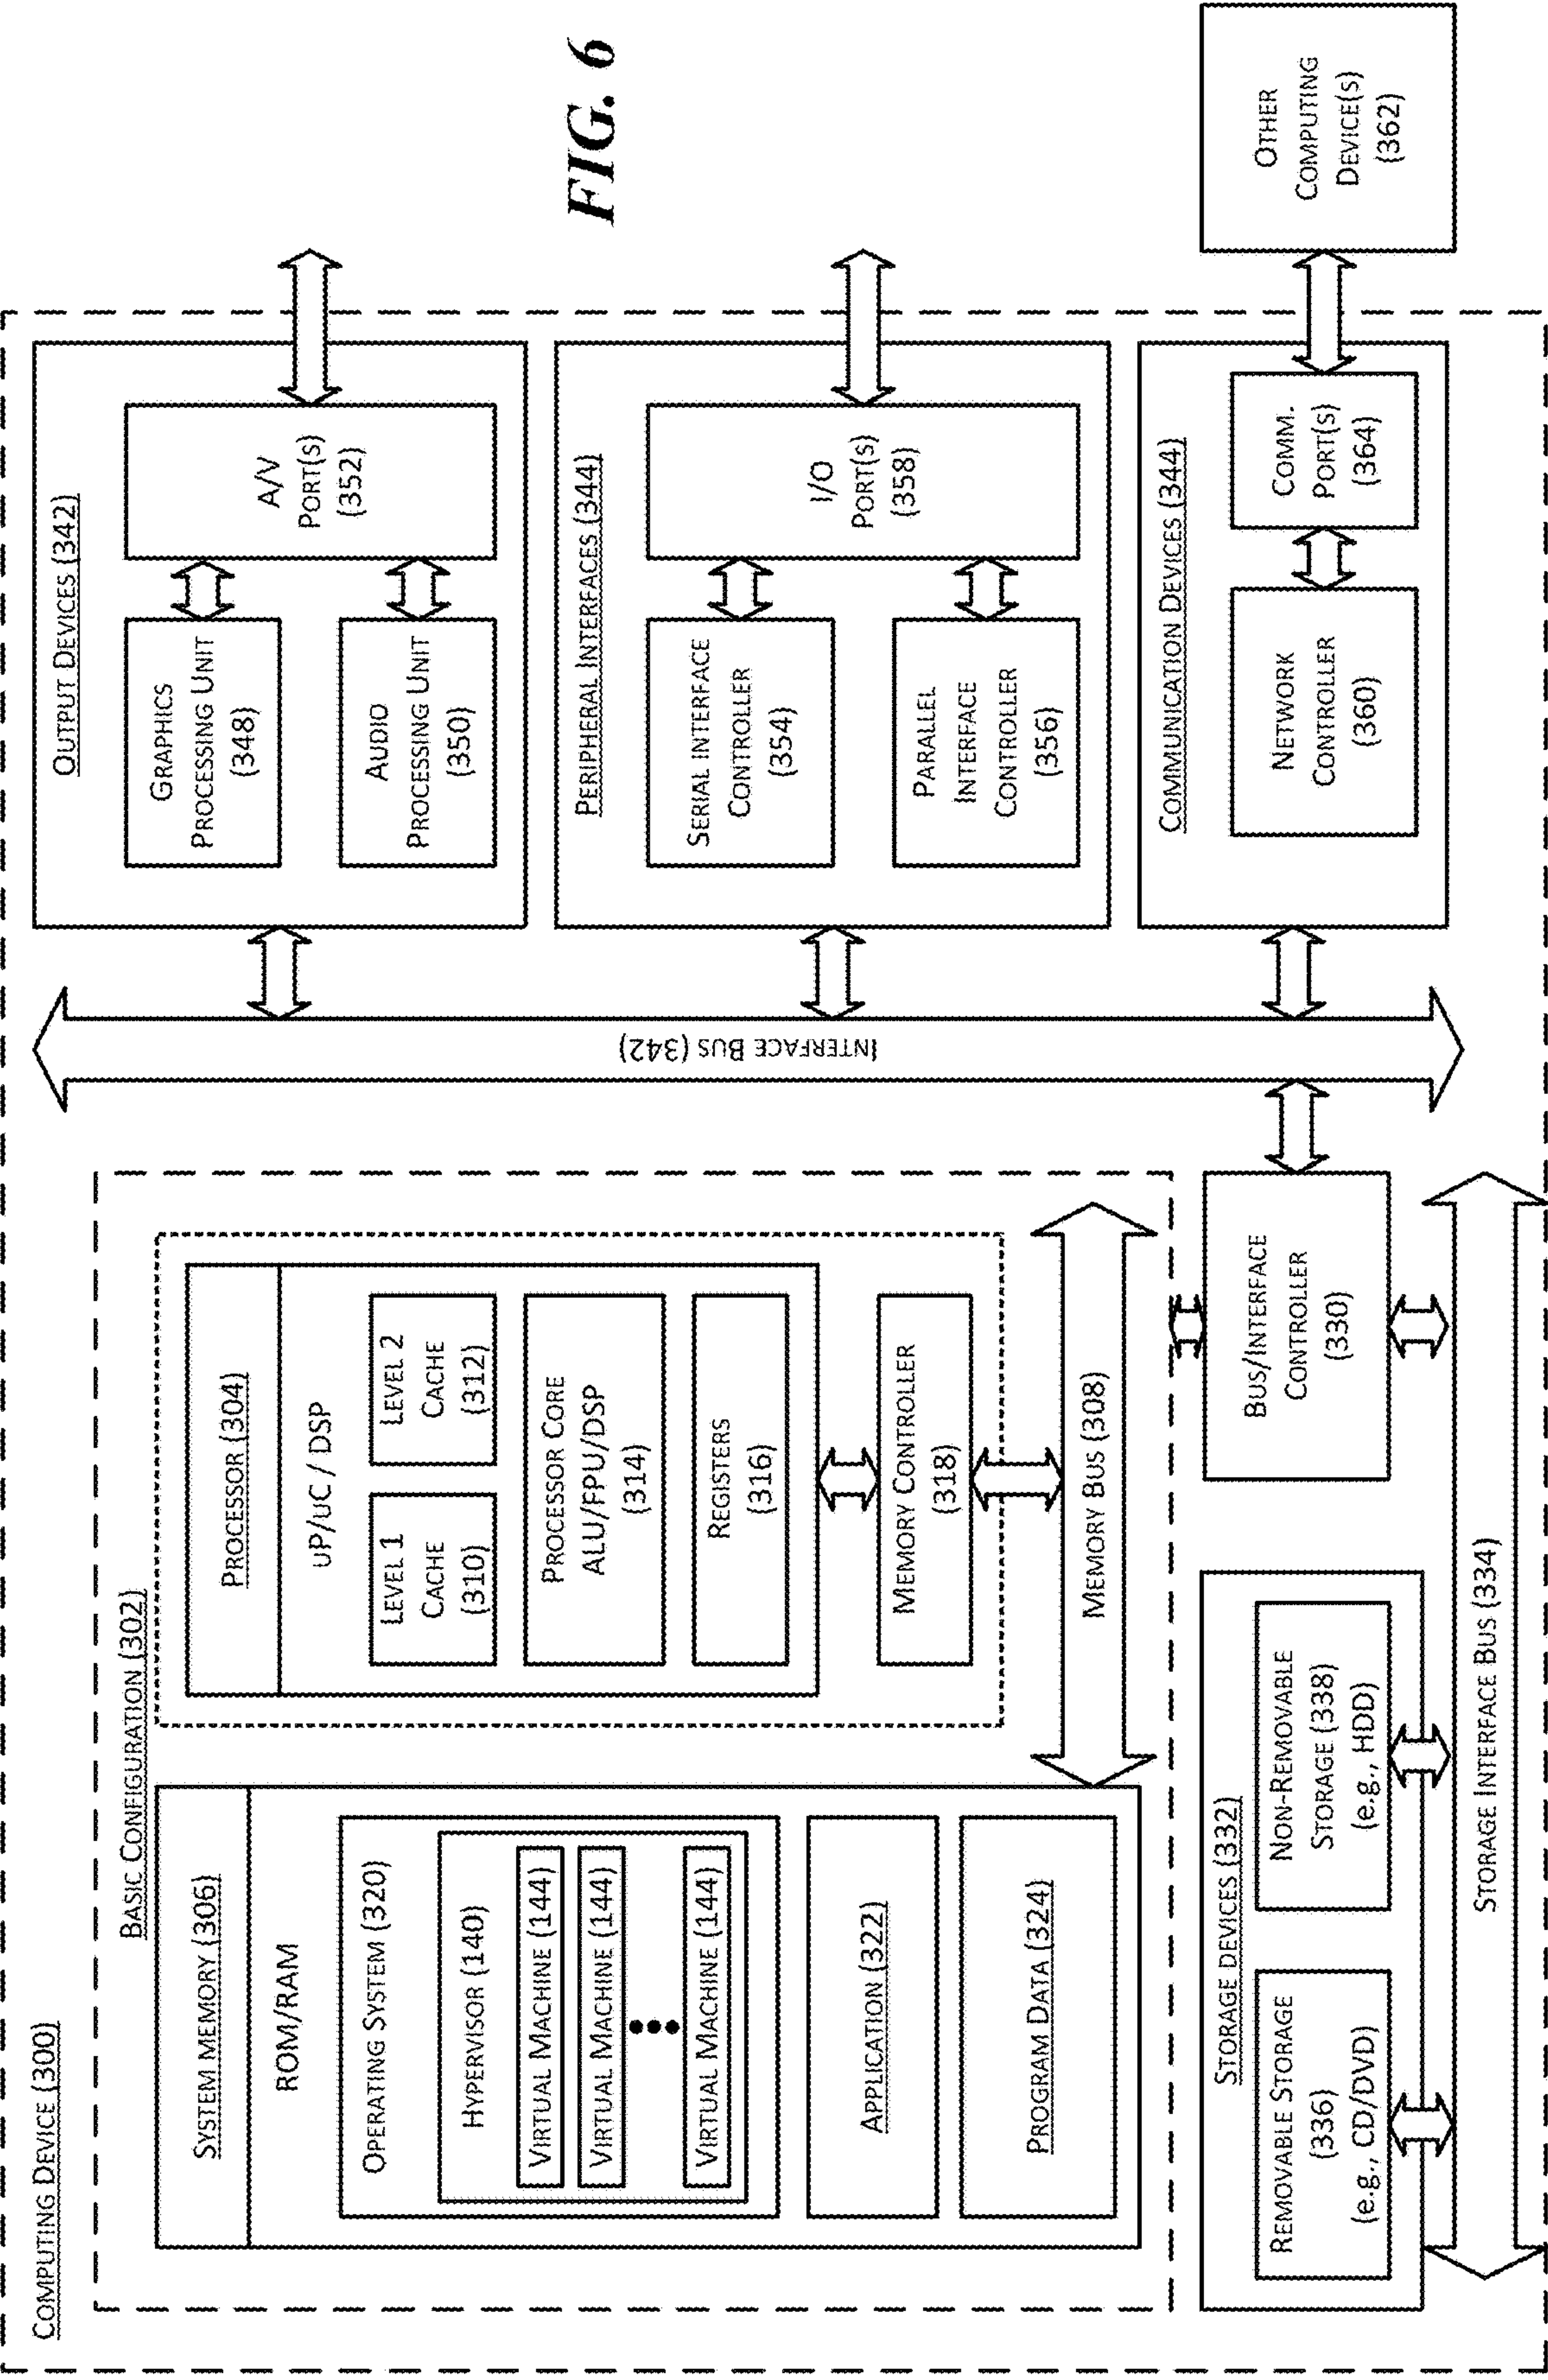 COMPUTING DEVICE (300)
BASIC CONFIGURATION (302)
SYSTEM MEMORY (306)
ROM/RAM
OPERATING SYSTEM (320)
HYPERVISOR (140)
VIRTUAL MACHINE (144)
VIRTUAL MACHINE (144)
VIRTUAL MACHINE (144)
APPLICATION (322)
PROGRAM DATA (324)
PROCESSOR (304)
UP/UC / DSP
LEVEL 1
CACHE
(310)
LEVEL 2
CACHE
(312)
PROCESSOR CORE
ALU/FPU/DSP
(314)
REGISTERS
(316)
MEMORY CONTROLLER
(318)
MEMORY BUS (308)
BUS/INTERFACE
CONTROLLER
(330)
STORAGE DEVICES (332)
REMOVABLE STORAGE
(336)
(e.g., CD/DVD)
NON-REMOVABLE
STORAGE (338)
(e.g., HDD)
STORAGE INTERFACE BUS (334)
INTERFACE BUS (342)
OUTPUT DEVICES (342)
GRAPHICS
PROCESSING UNIT
(348)
AUDIO
PROCESSING UNIT
(350)
A/V
PORT(S)
(352)
PERIPHERAL INTERFACES (344)
SERIAL INTERFACE
CONTROLLER
(354)
PARALLEL
INTERFACE
CONTROLLER
(356)
I/O
PORT(S)
(358)
COMMUNICATION DEVICES (344)
NETWORK
CONTROLLER
(360)
COMM.
PORT(S)
(364)
OTHER
COMPUTING
DEVICE(S)
(362)
FIG. 6